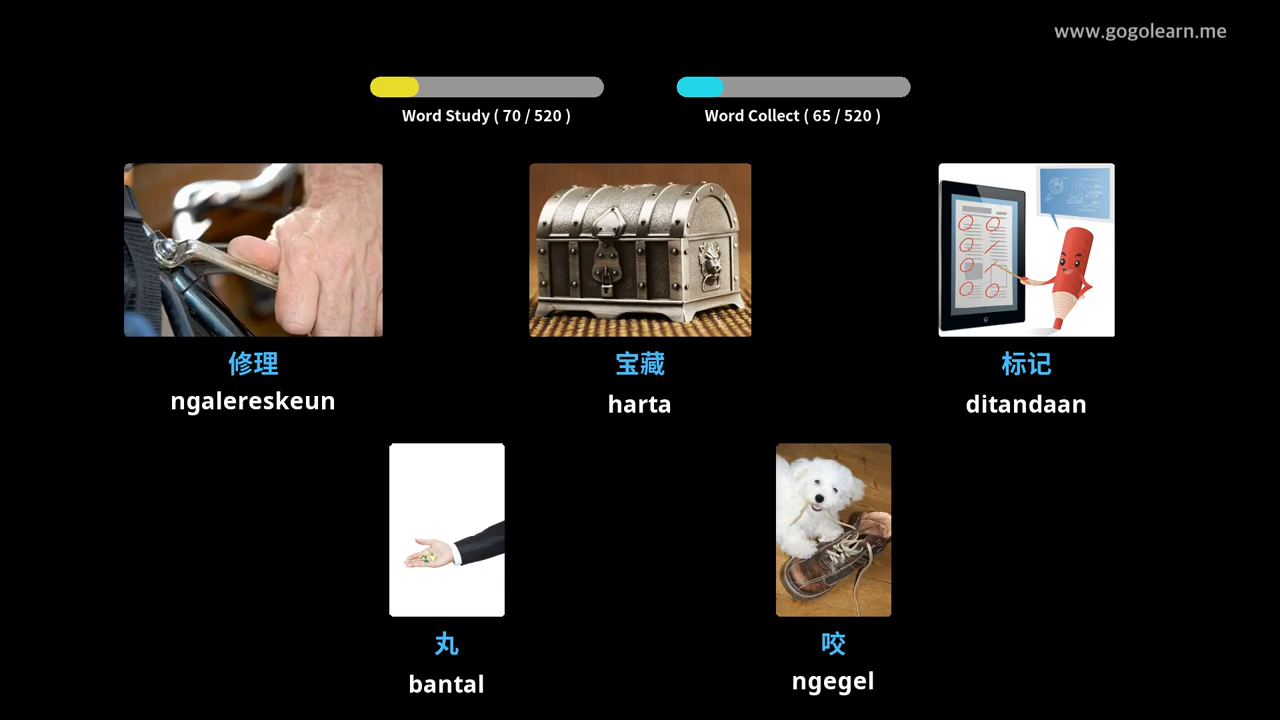 www.gogolearn.me
Word Study ( 70 / 520 )
Word Collect ( 65 / 520 )
修理
ngalereskeun
宝藏
harta
标记
ditandaan
丸
bantal
咬
ngegel